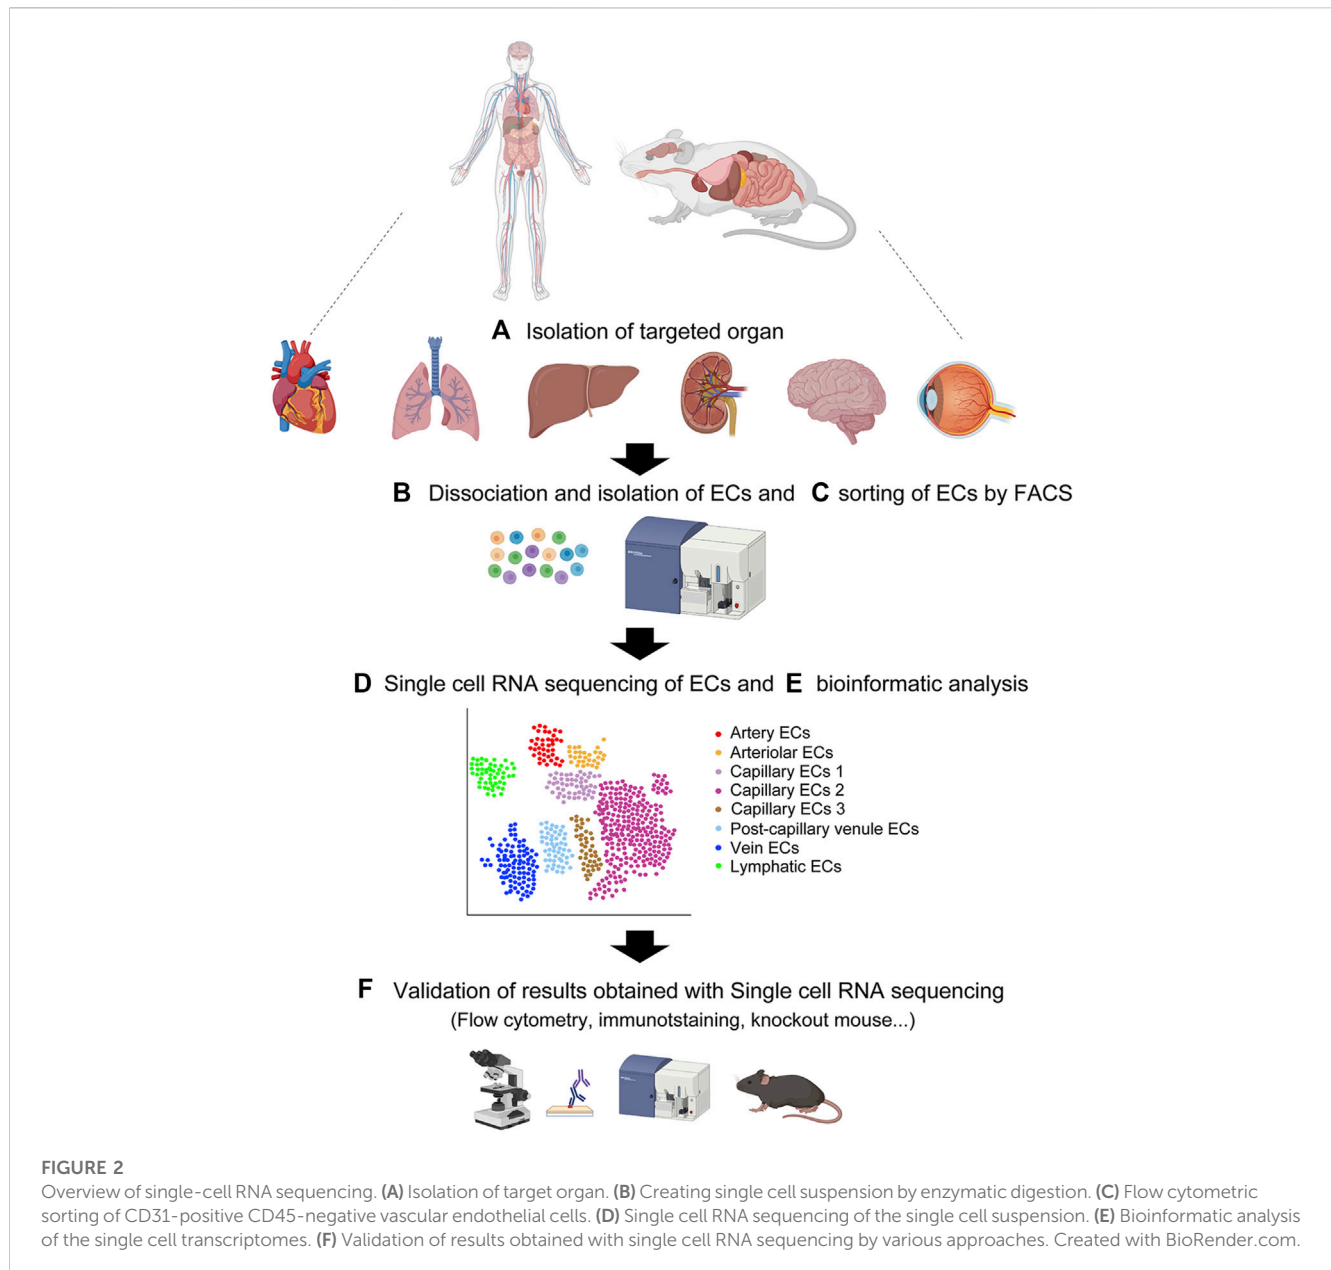 A Isolation of targeted organ
B Dissociation and isolation of ECs and C sorting of ECs by FACS
D Single cell RNA sequencing of ECs and E bioinformatic analysis
Artery ECs
Arteriolar ECs
Capillary ECs 1
Capillary ECs 2
Capillary ECs 3
Post-capillary venule ECs
Vein ECs
Lymphatic ECs
F Validation of results obtained with Single cell RNA sequencing
(Flow cytometry, immunotstaining, knockout mouse...)
FIGURE 2
Overview of single-cell RNA sequencing. (A) Isolation of target organ. (B) Creating single cell suspension by enzymatic digestion. (C) Flow cytometric
sorting of CD31-positive CD45-negative vascular endothelial cells. (D) Single cell RNA sequencing of the single cell suspension. (E) Bioinformatic analysis
of the single cell transcriptomes. (F) Validation of results obtained with single cell RNA sequencing by various approaches. Created with BioRender.com.